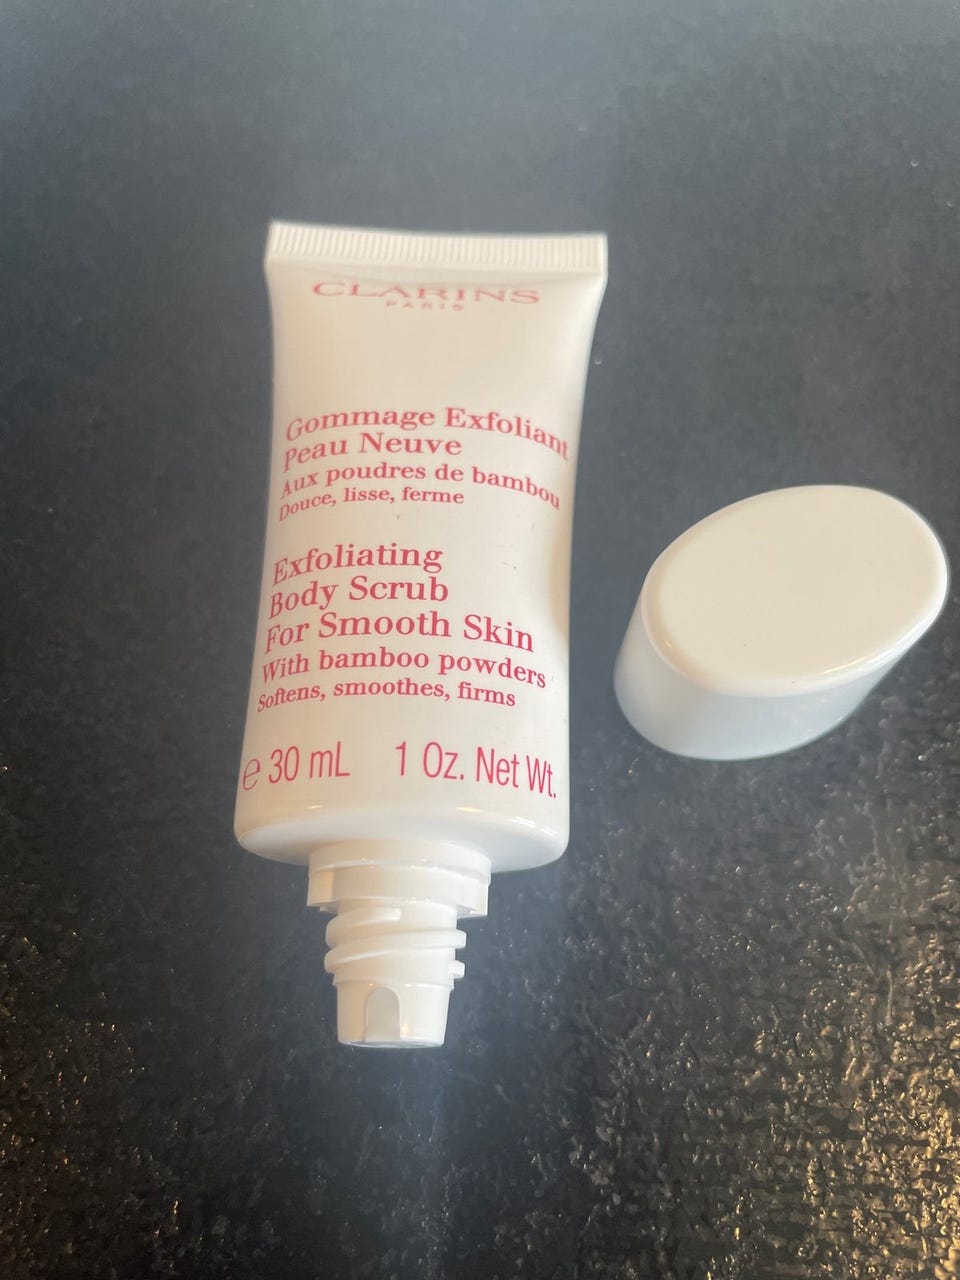 CLARINS
PARIS
Gommage Exfoliant
Peau Neuve
Aux poudres de bambou
Douce, lisse, ferme
Exfoliating
Body Scrub
For Smooth Skin
With bamboo powders
Softens, smoothes, firms
℮ 30 mL 1 Oz. Net Wt.